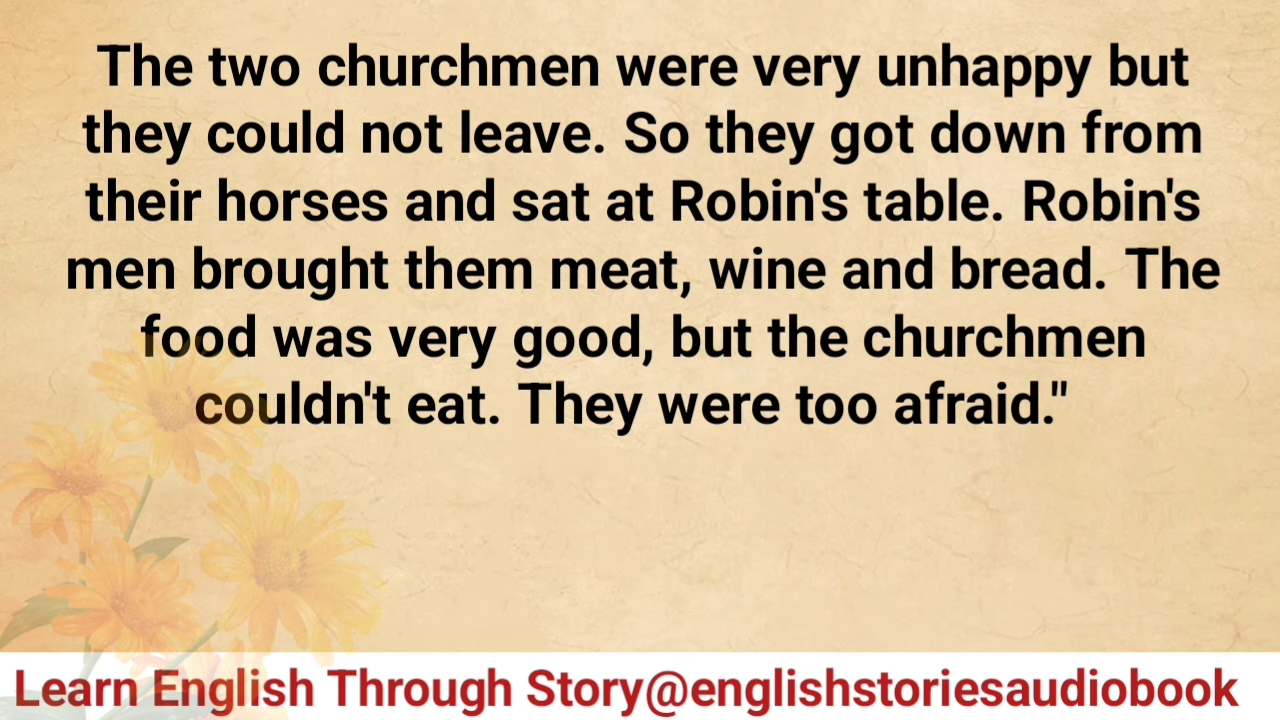 The two churchmen were very unhappy but
they could not leave. So they got down from
their horses and sat at Robin's table. Robin's
men brought them meat, wine and bread. The
food was very good, but the churchmen
couldn't eat. They were too afraid."
Learn English Through Story@englishstoriesaudiobook